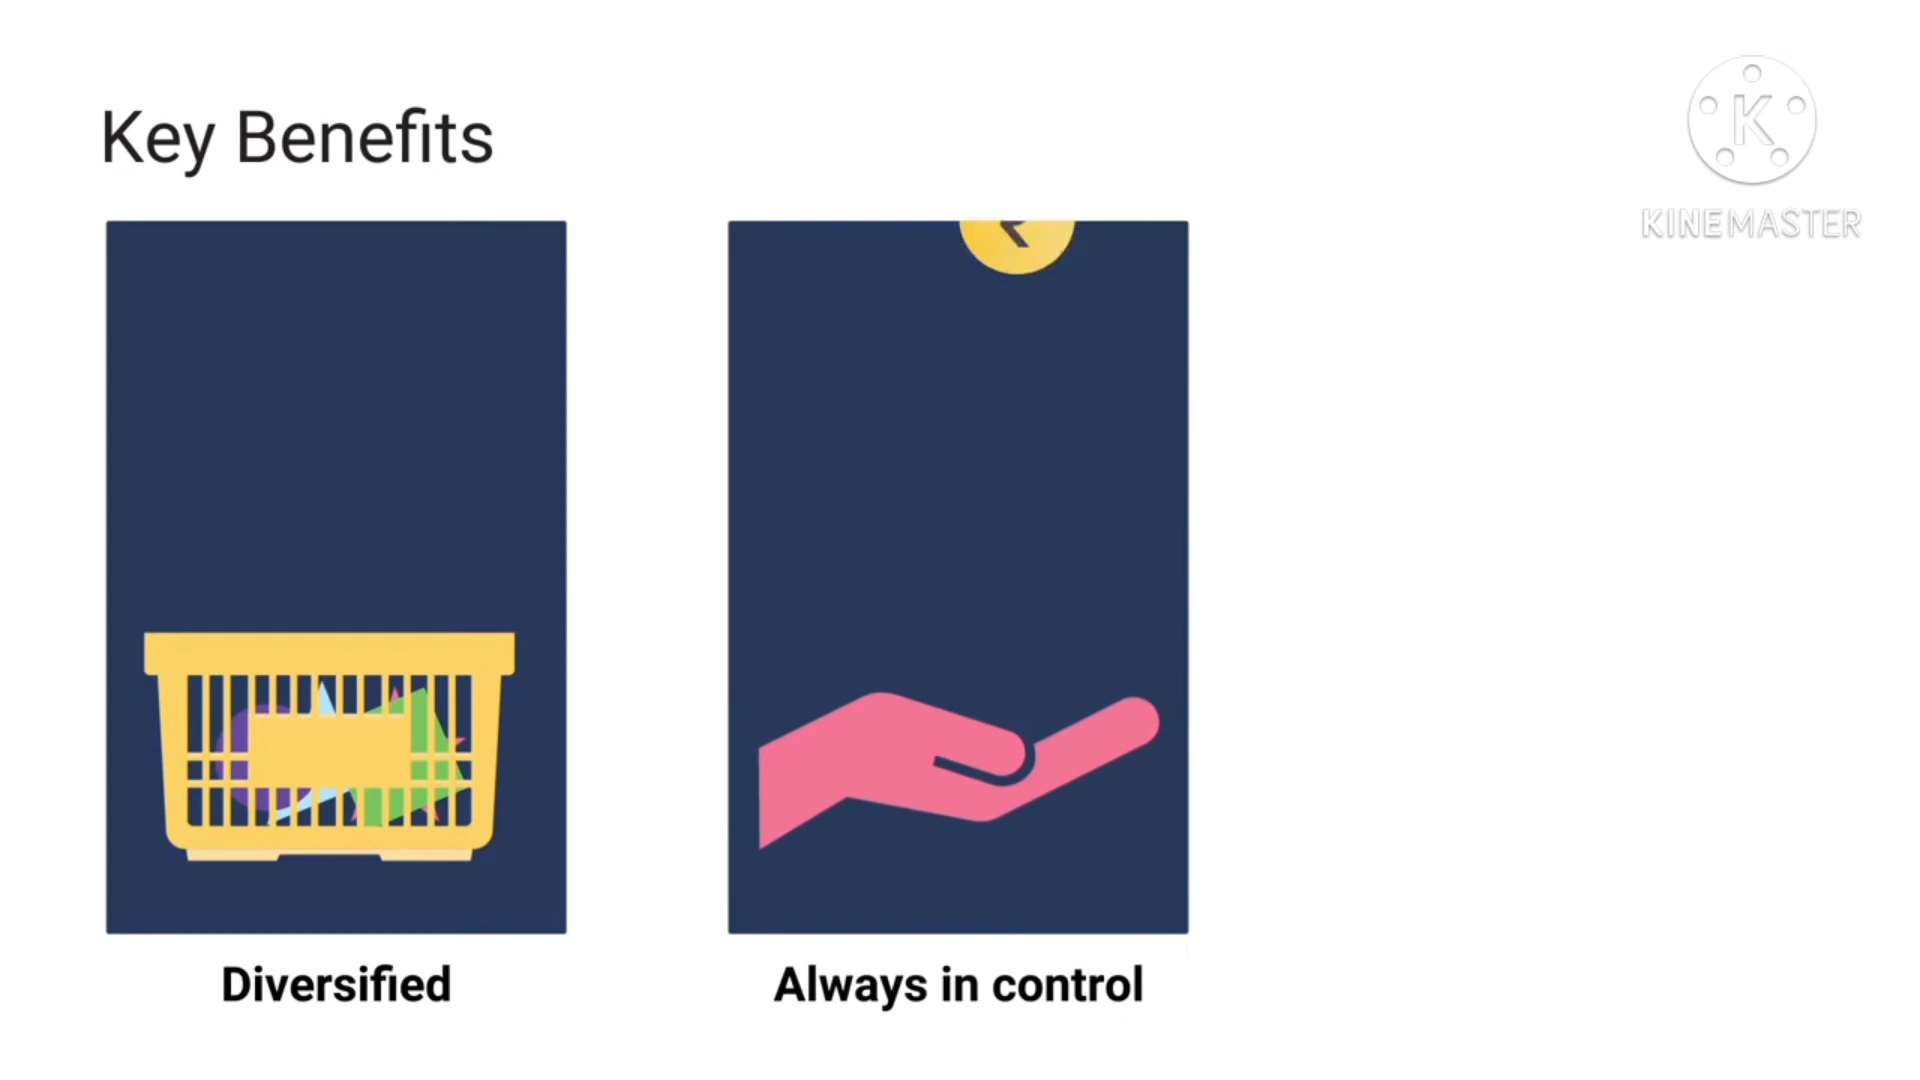 Key Benefits
K
KINEMASTER
₹
Diversified
Always in control